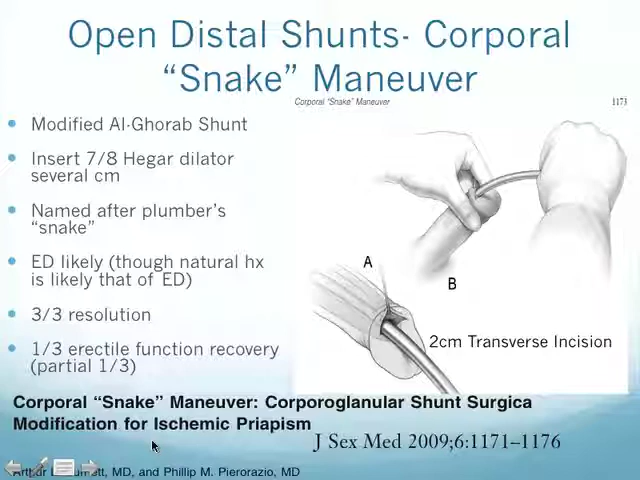 Open Distal Shunts- Corporal
“Snake” Maneuver
Corporal “Snake” Maneuver
1173
Modified Al-Ghorab Shunt
Insert 7/8 Hegar dilator
several cm
Named after plumber’s
“snake”
ED likely (though natural hx
is likely that of ED)
3/3 resolution
1/3 erectile function recovery
(partial 1/3)
A
B
2cm Transverse Incision
Corporal “Snake” Maneuver: Corporoglanular Shunt Surgica
Modification for Ischemic Priapism
J Sex Med 2009;6:1171–1176
MD, and Phillip M. Pierorazio, MD